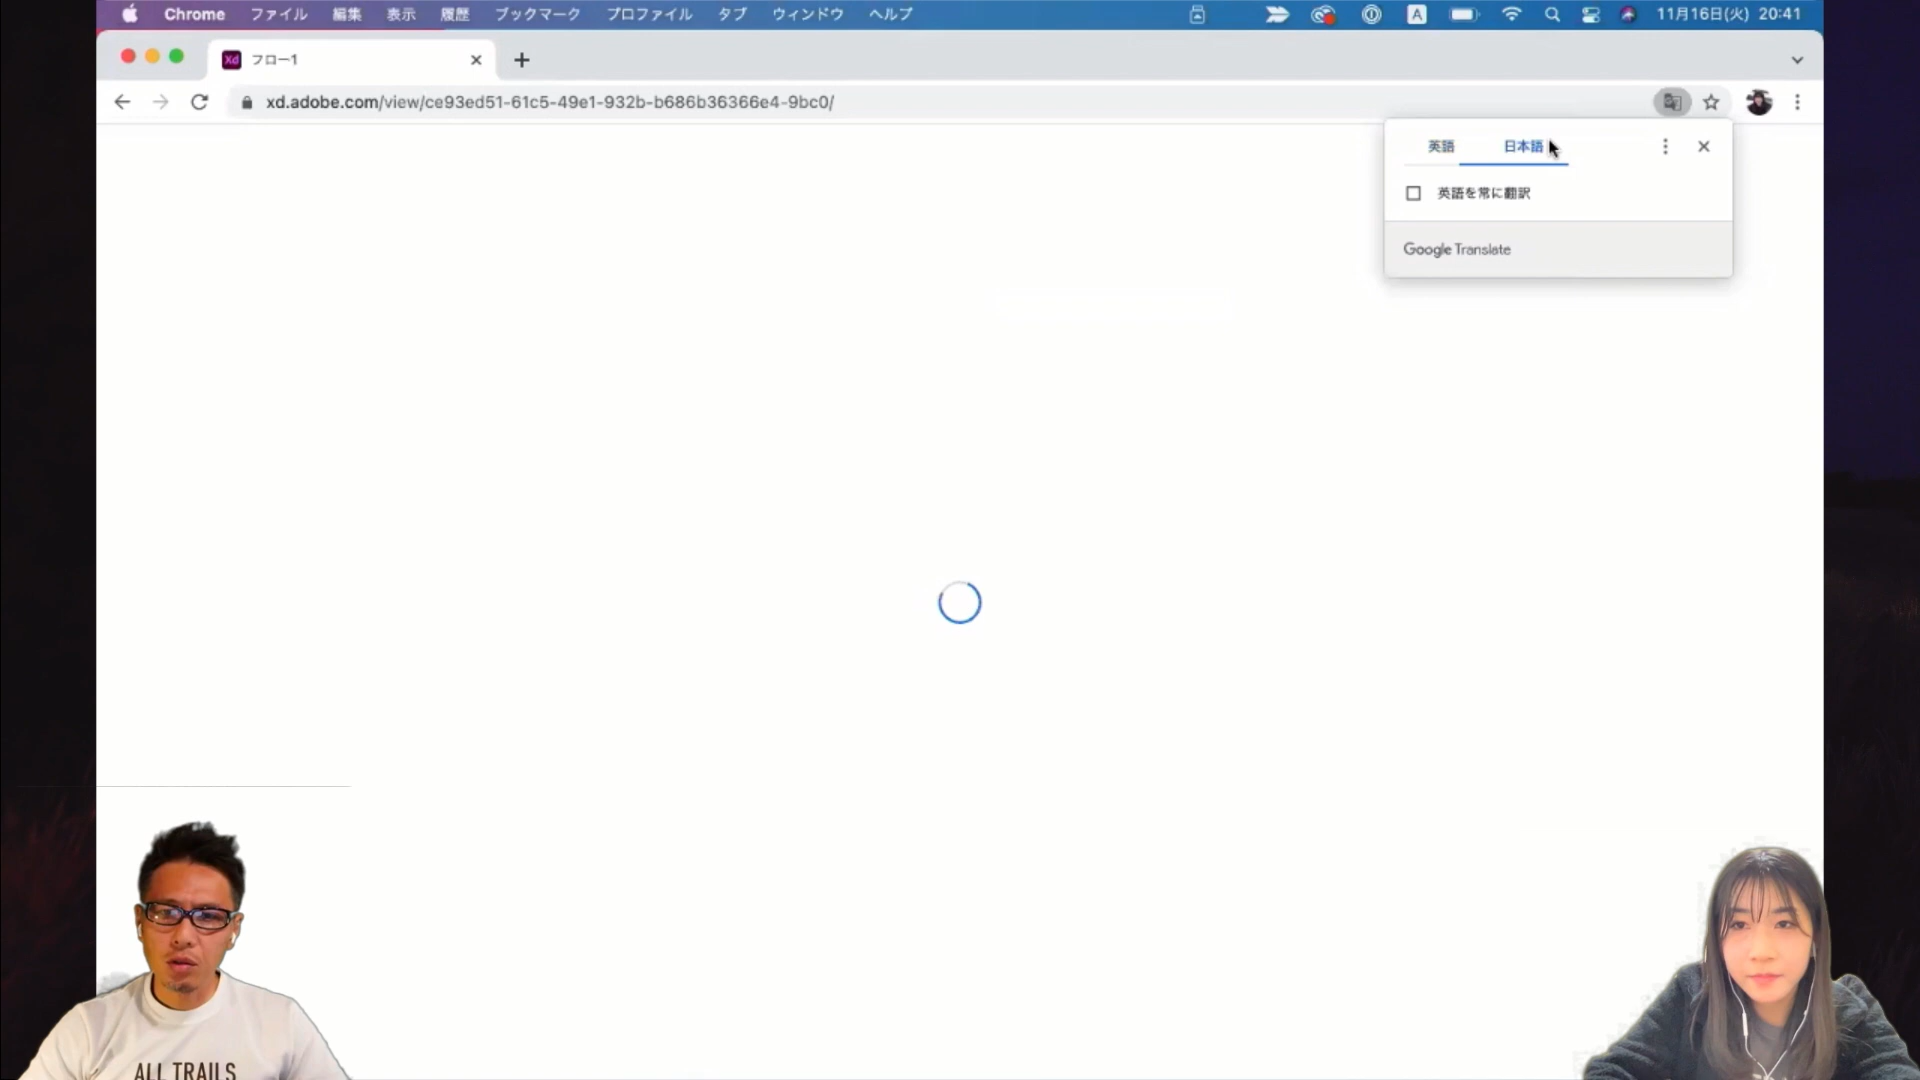 Chrome ファイル 編集 表示 履歴 ブックマーク プロファイル タブ ウィンドウ ヘルプ A 11月16日(火) 20:41
Xd フロー1
xd.adobe.com/view/ce93ed51-61c5-49e1-932b-b686b36366e4-9bc0/
英語 日本語
英語を常に翻訳
Google Translate
ALL TRAILS